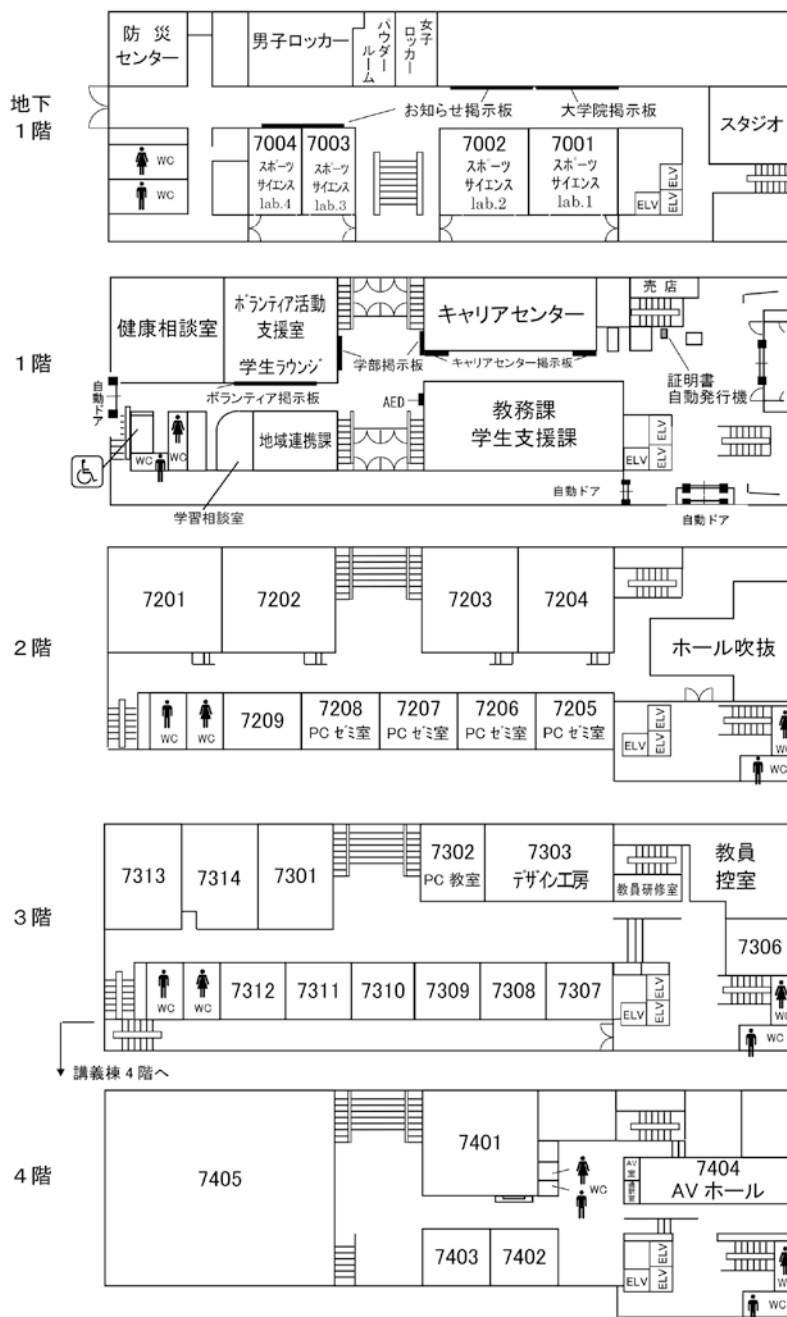 地下
1階
防災
センター
男子ロッカー
パウダー
ルーム
女子
ロッカー
お知らせ掲示板
大学院掲示板
スタジオ
WC
WC
7004
スポーツ
サイエンス
lab.4
7003
スポーツ
サイエンス
lab.3
7002
スポーツ
サイエンス
lab.2
7001
スポーツ
サイエンス
lab.1
ELV
ELV
ELV
1階
健康相談室
ボランティア活動
支援室
学生ラウンジ
キャリアセンター
売店
学部掲示板
キャリアセンター掲示板
証明書
自動発行機
自動ドア
ボランティア掲示板
AED
教務課
学生支援課
地域連携課
WC
WC
ELV
ELV
ELV
学習相談室
自動ドア
自動ドア
2階
7201
7202
7203
7204
ホール吹抜
WC
WC
7209
7208
PCゼミ室
7207
PCゼミ室
7206
PCゼミ室
7205
PCゼミ室
ELV
ELV
ELV
WC
WC
3階
7313
7314
7301
7302
PC教室
7303
デザイン工房
教員研修室
教員
控室
7306
WC
WC
7312
7311
7310
7309
7308
7307
ELV
ELV
ELV
WC
WC
講義棟4階へ
4階
7405
7401
WC
AV室
7404
AVホール
7403
7402
ELV
ELV
ELV
WC
WC